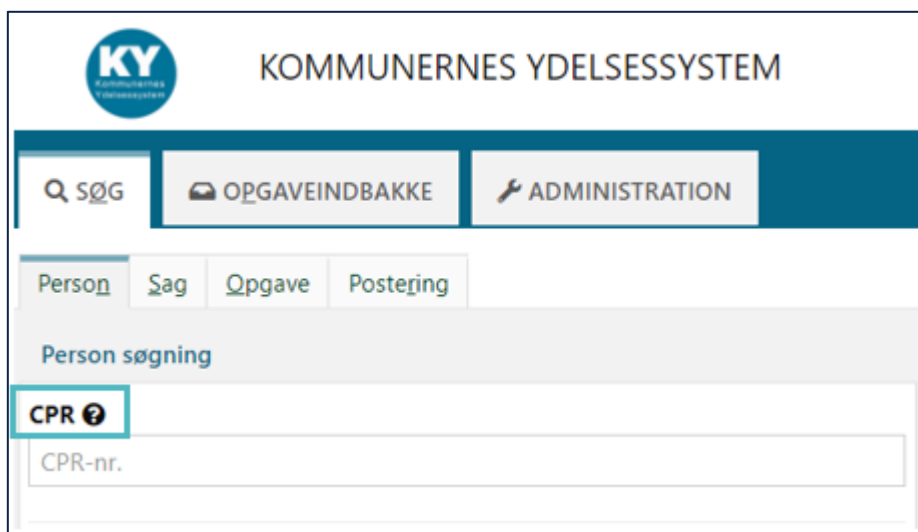 KY
Kommunernes
Ydelsessystem
KOMMUNERNES YDELSESSYSTEM
SØG OPGAVEINDBAKKE ADMINISTRATION
Person Sag Opgave Postering
Person søgning
CPR ?
CPR-nr.